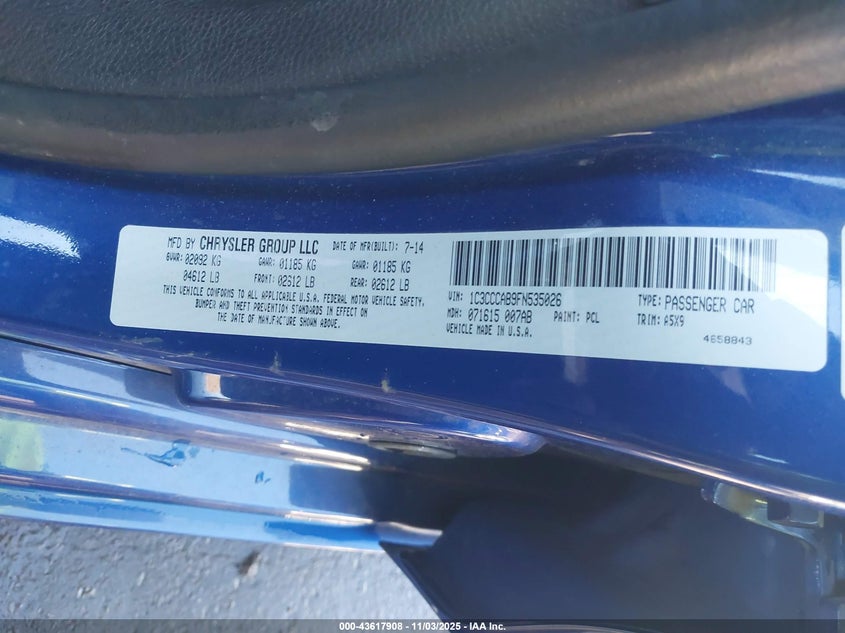 MFD BY CHRYSLER GROUP LLC DATE OF MFR(BUILT): 7-14
GVWR: 02092 KG GAWR: 01185 KG GAWR: 01185 KG
04612 LB FRONT: 02612 LB REAR: 02612 LB
THIS VEHICLE CONFORMS TO ALL APPLICABLE U.S.A. FEDERAL MOTOR VEHICLE SAFETY,
BUMPER AND THEFT PREVENTION STANDARDS IN EFFECT ON
THE DATE OF MANUFACTURE SHOWN ABOVE.
VIN: 1C3CCCAB9FN535026 TYPE: PASSENGER CAR
MDH: 071615 007AB PAINT: PCL TRIM: A5X9
VEHICLE MADE IN U.S.A.
4658843
000-43617908 - 11/03/2025 - IAA Inc.